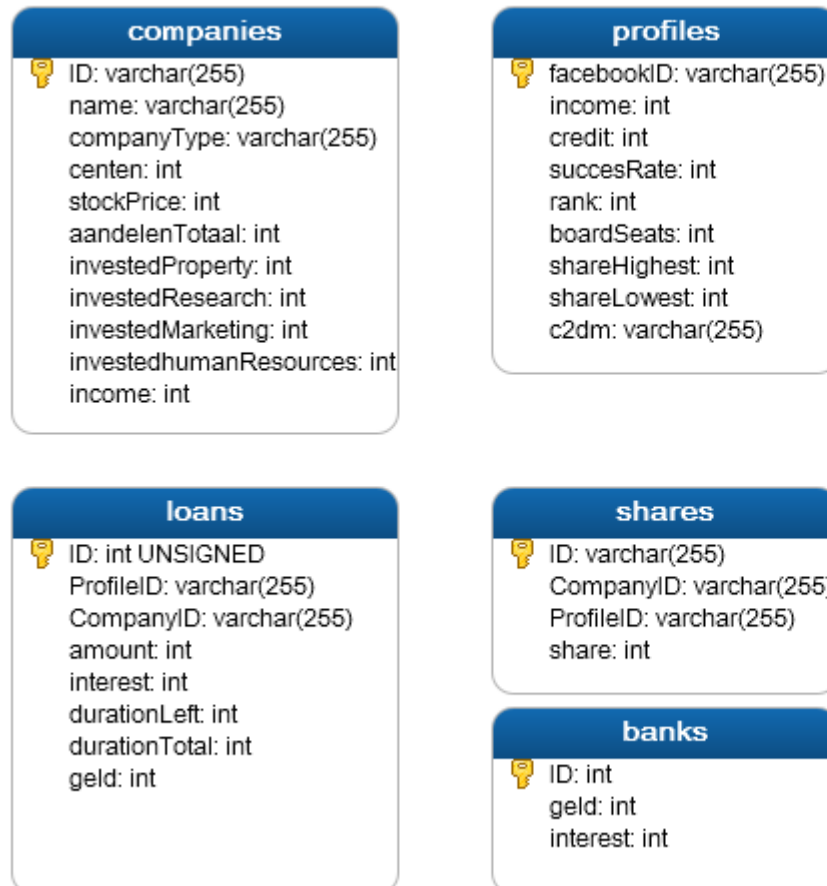 companies
ID: varchar(255)
name: varchar(255)
companyType: varchar(255)
centen: int
stockPrice: int
aandelenTotaal: int
investedProperty: int
investedResearch: int
investedMarketing: int
investedhumanResources: int
income: int
profiles
facebookID: varchar(255)
income: int
credit: int
succesRate: int
rank: int
boardSeats: int
shareHighest: int
shareLowest: int
c2dm: varchar(255)
loans
ID: int UNSIGNED
ProfileID: varchar(255)
CompanyID: varchar(255)
amount: int
interest: int
durationLeft: int
durationTotal: int
geld: int
shares
ID: varchar(255)
CompanyID: varchar(255)
ProfileID: varchar(255)
share: int
banks
ID: int
geld: int
interest: int